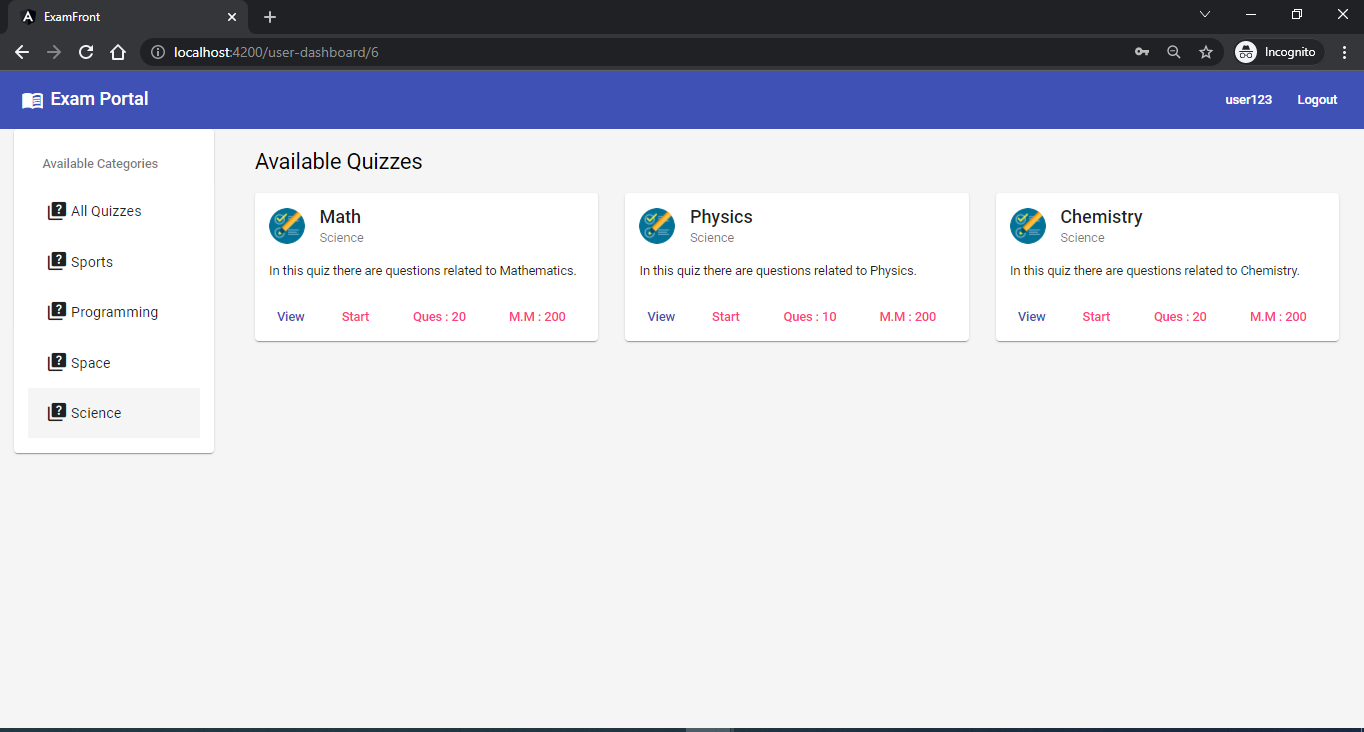 ExamFront
localhost:4200/user-dashboard/6
Incognito
Exam Portal
user123
Logout
Available Categories
All Quizzes
Sports
Programming
Space
Science
Available Quizzes
Math
Science
In this quiz there are questions related to Mathematics.
View Start Ques : 20 M.M : 200
Physics
Science
In this quiz there are questions related to Physics.
View Start Ques : 10 M.M : 200
Chemistry
Science
In this quiz there are questions related to Chemistry.
View Start Ques : 20 M.M : 200